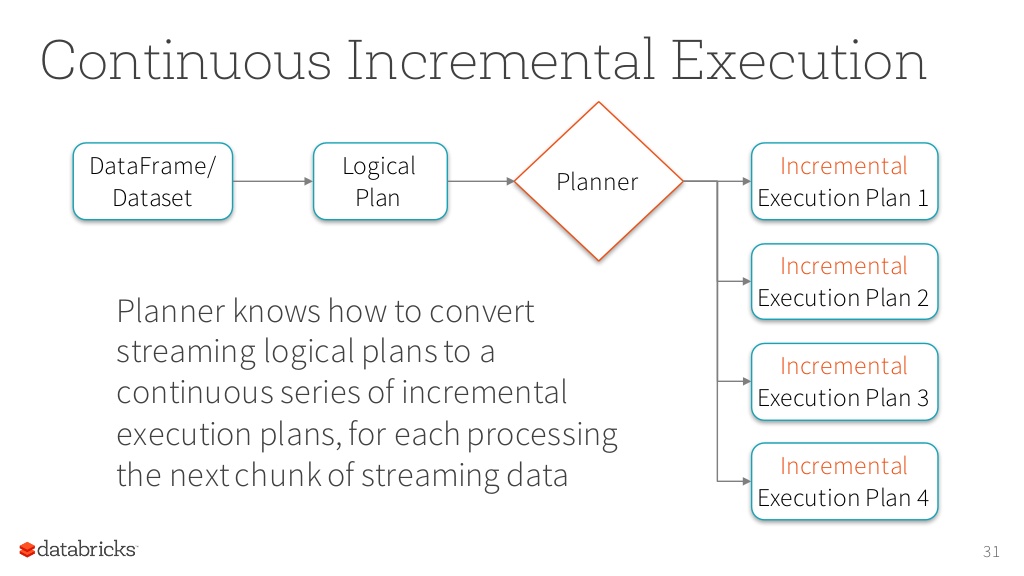 Continuous Incremental Execution
DataFrame/
Dataset
Logical
Plan
Planner
Incremental
Execution Plan 1
Incremental
Execution Plan 2
Incremental
Execution Plan 3
Incremental
Execution Plan 4
Planner knows how to convert
streaming logical plans to a
continuous series of incremental
execution plans, for each processing
the next chunk of streaming data
databricks
31